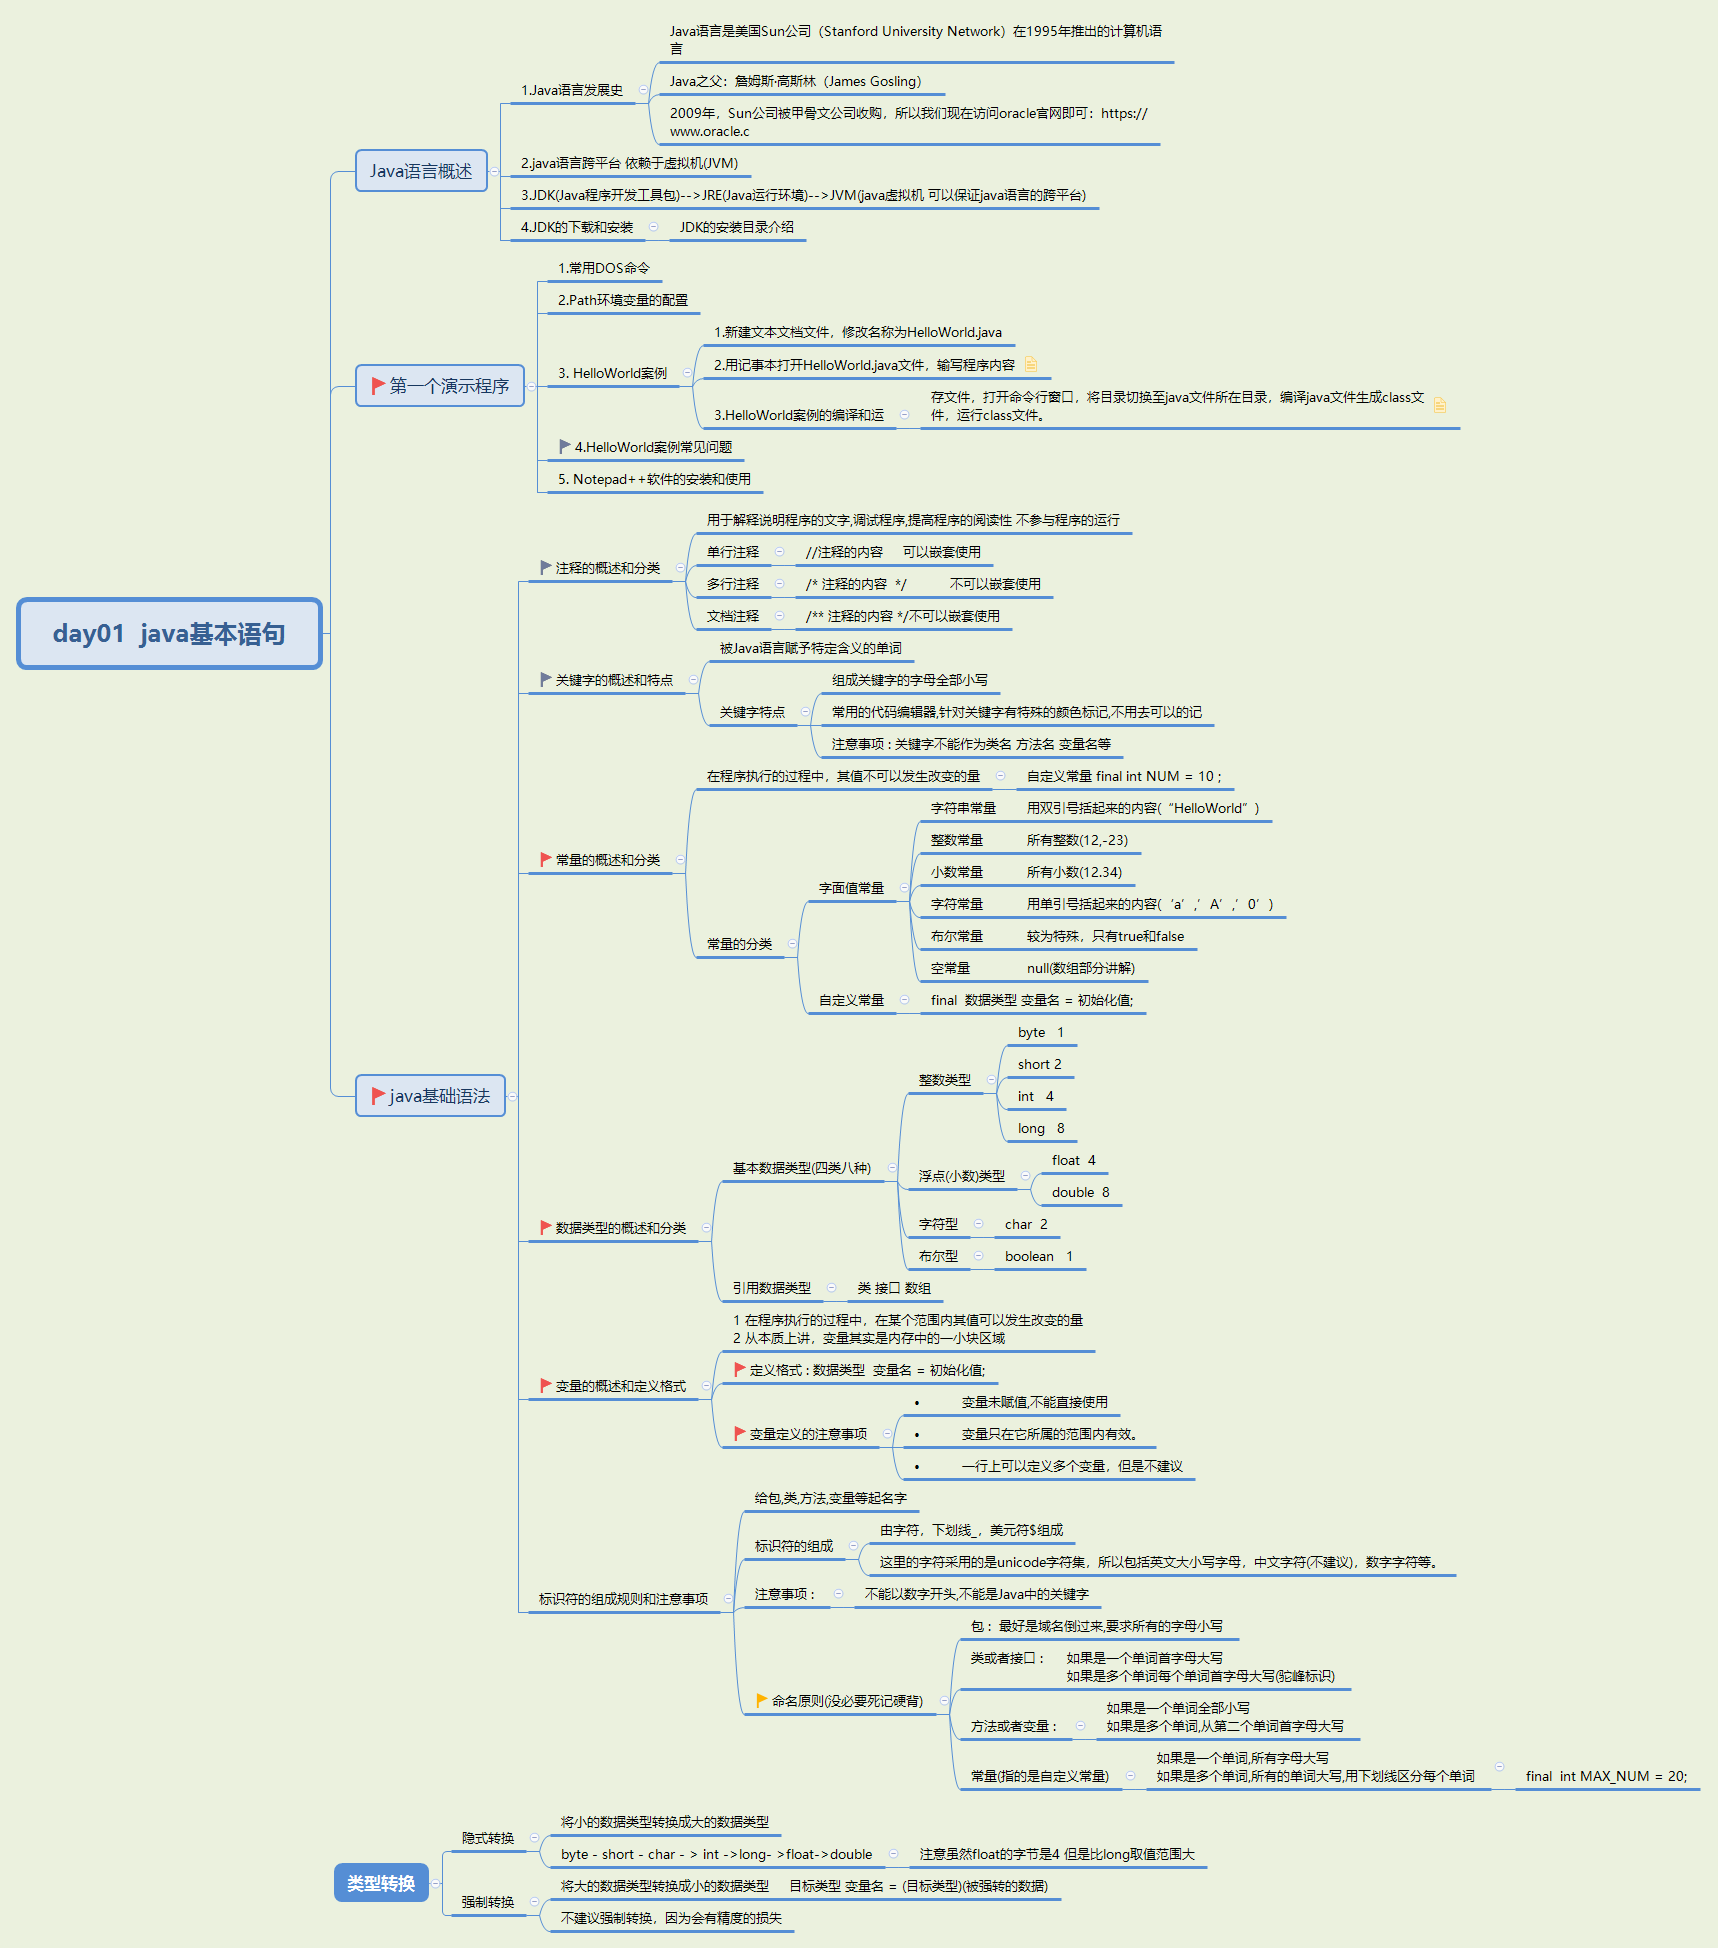 day01  java基本语句
Java语言概述
1.Java语言发展史
Java语言是美国Sun公司（Stanford University Network）在1995年推出的计算机语
言
Java之父：詹姆斯·高斯林（James Gosling）
2009年，Sun公司被甲骨文公司收购，所以我们现在访问oracle官网即可：https://
www.oracle.c
2.java语言跨平台 依赖于虚拟机(JVM)
3.JDK(Java程序开发工具包)-->JRE(Java运行环境)-->JVM(java虚拟机 可以保证java语言的跨平台)
4.JDK的下载和安装
JDK的安装目录介绍
第一个演示程序
1.常用DOS命令
2.Path环境变量的配置
3. HelloWorld案例
1.新建文本文档文件，修改名称为HelloWorld.java
2.用记事本打开HelloWorld.java文件，输写程序内容
3.HelloWorld案例的编译和运
存文件，打开命令行窗口，将目录切换至java文件所在目录，编译java文件生成class文
件，运行class文件。
4.HelloWorld案例常见问题
5. Notepad++软件的安装和使用
java基础语法
注释的概述和分类
用于解释说明程序的文字,调试程序,提高程序的阅读性 不参与程序的运行
单行注释
//注释的内容     可以嵌套使用
多行注释
/* 注释的内容  */           不可以嵌套使用
文档注释
/** 注释的内容 */不可以嵌套使用
关键字的概述和特点
被Java语言赋予特定含义的单词
关键字特点
组成关键字的字母全部小写
常用的代码编辑器,针对关键字有特殊的颜色标记,不用去可以的记
注意事项 : 关键字不能作为类名 方法名 变量名等
常量的概述和分类
在程序执行的过程中，其值不可以发生改变的量
自定义常量 final int NUM = 10 ;
常量的分类
字面值常量
字符串常量        用双引号括起来的内容(“HelloWorld”)
整数常量           所有整数(12,-23)
小数常量           所有小数(12.34)
字符常量           用单引号括起来的内容(‘a’,’A’,’0’)
布尔常量           较为特殊，只有true和false
空常量              null(数组部分讲解)
自定义常量
final  数据类型 变量名 = 初始化值;
数据类型的概述和分类
基本数据类型(四类八种)
整数类型
byte   1
short 2
int   4
long   8
浮点(小数)类型
float  4
double  8
字符型
char  2
布尔型
boolean   1
引用数据类型
类 接口 数组
变量的概述和定义格式
1 在程序执行的过程中，在某个范围内其值可以发生改变的量
2 从本质上讲，变量其实是内存中的一小块区域
定义格式 : 数据类型  变量名 = 初始化值;
变量定义的注意事项
•           变量未赋值,不能直接使用
•           变量只在它所属的范围内有效。
•           一行上可以定义多个变量，但是不建议
标识符的组成规则和注意事项
给包,类,方法,变量等起名字
标识符的组成
由字符，下划线_，美元符$组成
这里的字符采用的是unicode字符集，所以包括英文大小写字母，中文字符(不建议)，数字字符等。
注意事项：
不能以数字开头,不能是Java中的关键字
命名原则(没必要死记硬背)
包 :  最好是域名倒过来,要求所有的字母小写
类或者接口 :      如果是一个单词首字母大写
如果是多个单词每个单词首字母大写(驼峰标识)
方法或者变量 :
如果是一个单词全部小写
如果是多个单词,从第二个单词首字母大写
常量(指的是自定义常量)
如果是一个单词,所有字母大写
如果是多个单词,所有的单词大写,用下划线区分每个单词
final  int MAX_NUM = 20;
类型转换
隐式转换
将小的数据类型转换成大的数据类型
byte - short - char - > int ->long- >float->double
注意虽然float的字节是4 但是比long取值范围大
强制转换
将大的数据类型转换成小的数据类型     目标类型 变量名 = (目标类型)(被强转的数据)
不建议强制转换，因为会有精度的损失